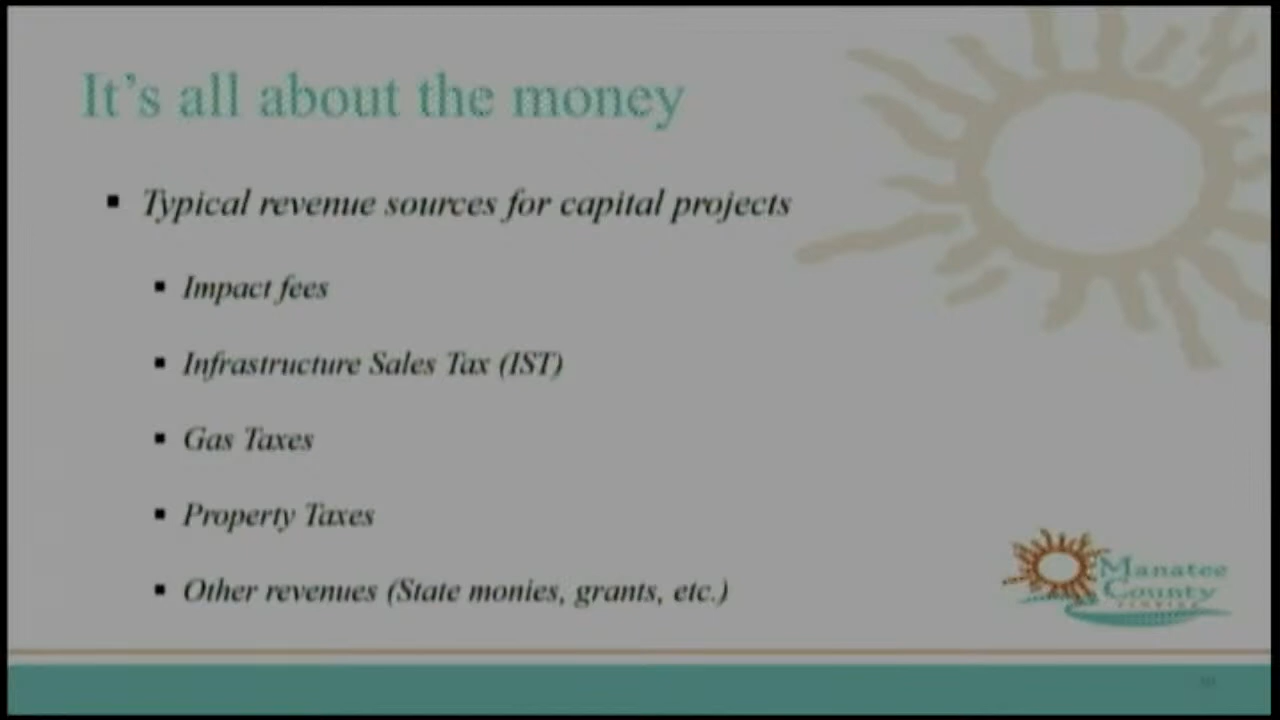 It's all about the money
▪ Typical revenue sources for capital projects
▪ Impact fees
▪ Infrastructure Sales Tax (IST)
▪ Gas Taxes
▪ Property Taxes
▪ Other revenues (State monies, grants, etc.)
Manatee
County
FLORIDA